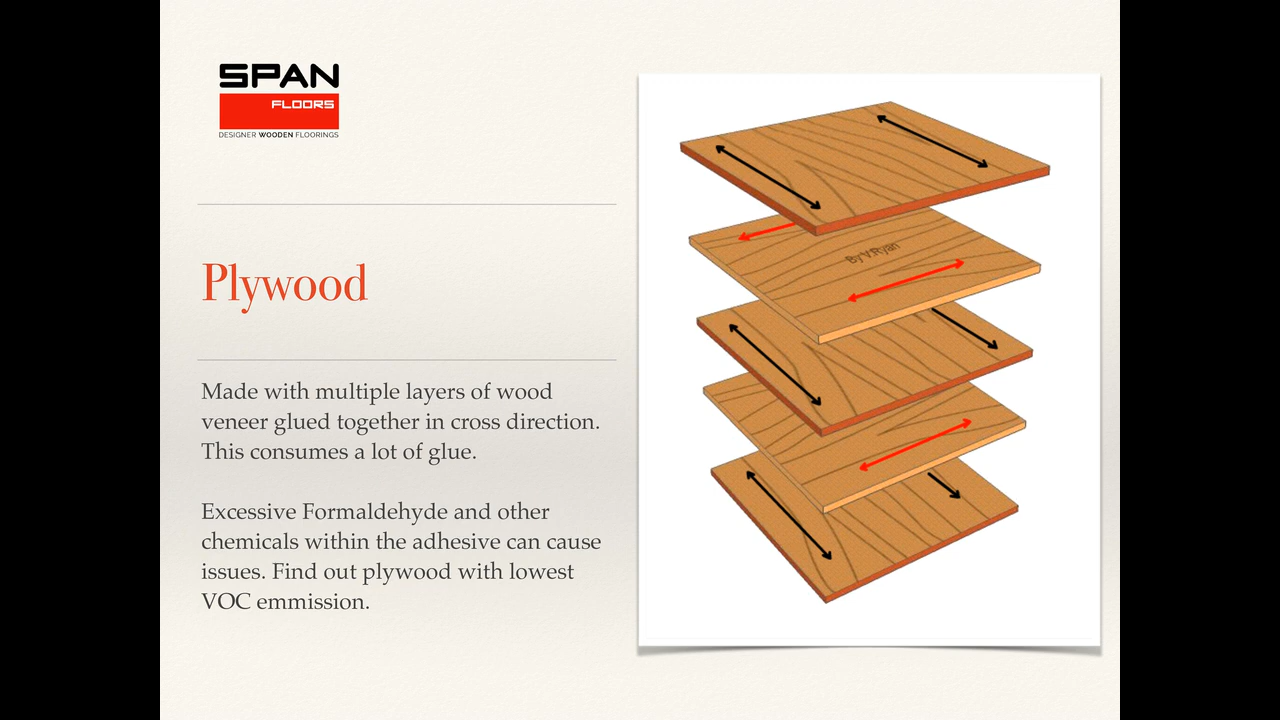 SPAN
FLOORS
DESIGNER WOODEN FLOORINGS
Plywood
Made with multiple layers of wood
veneer glued together in cross direction.
This consumes a lot of glue.
Excessive Formaldehyde and other
chemicals within the adhesive can cause
issues. Find out plywood with lowest
VOC emmission.
By V.Ryan